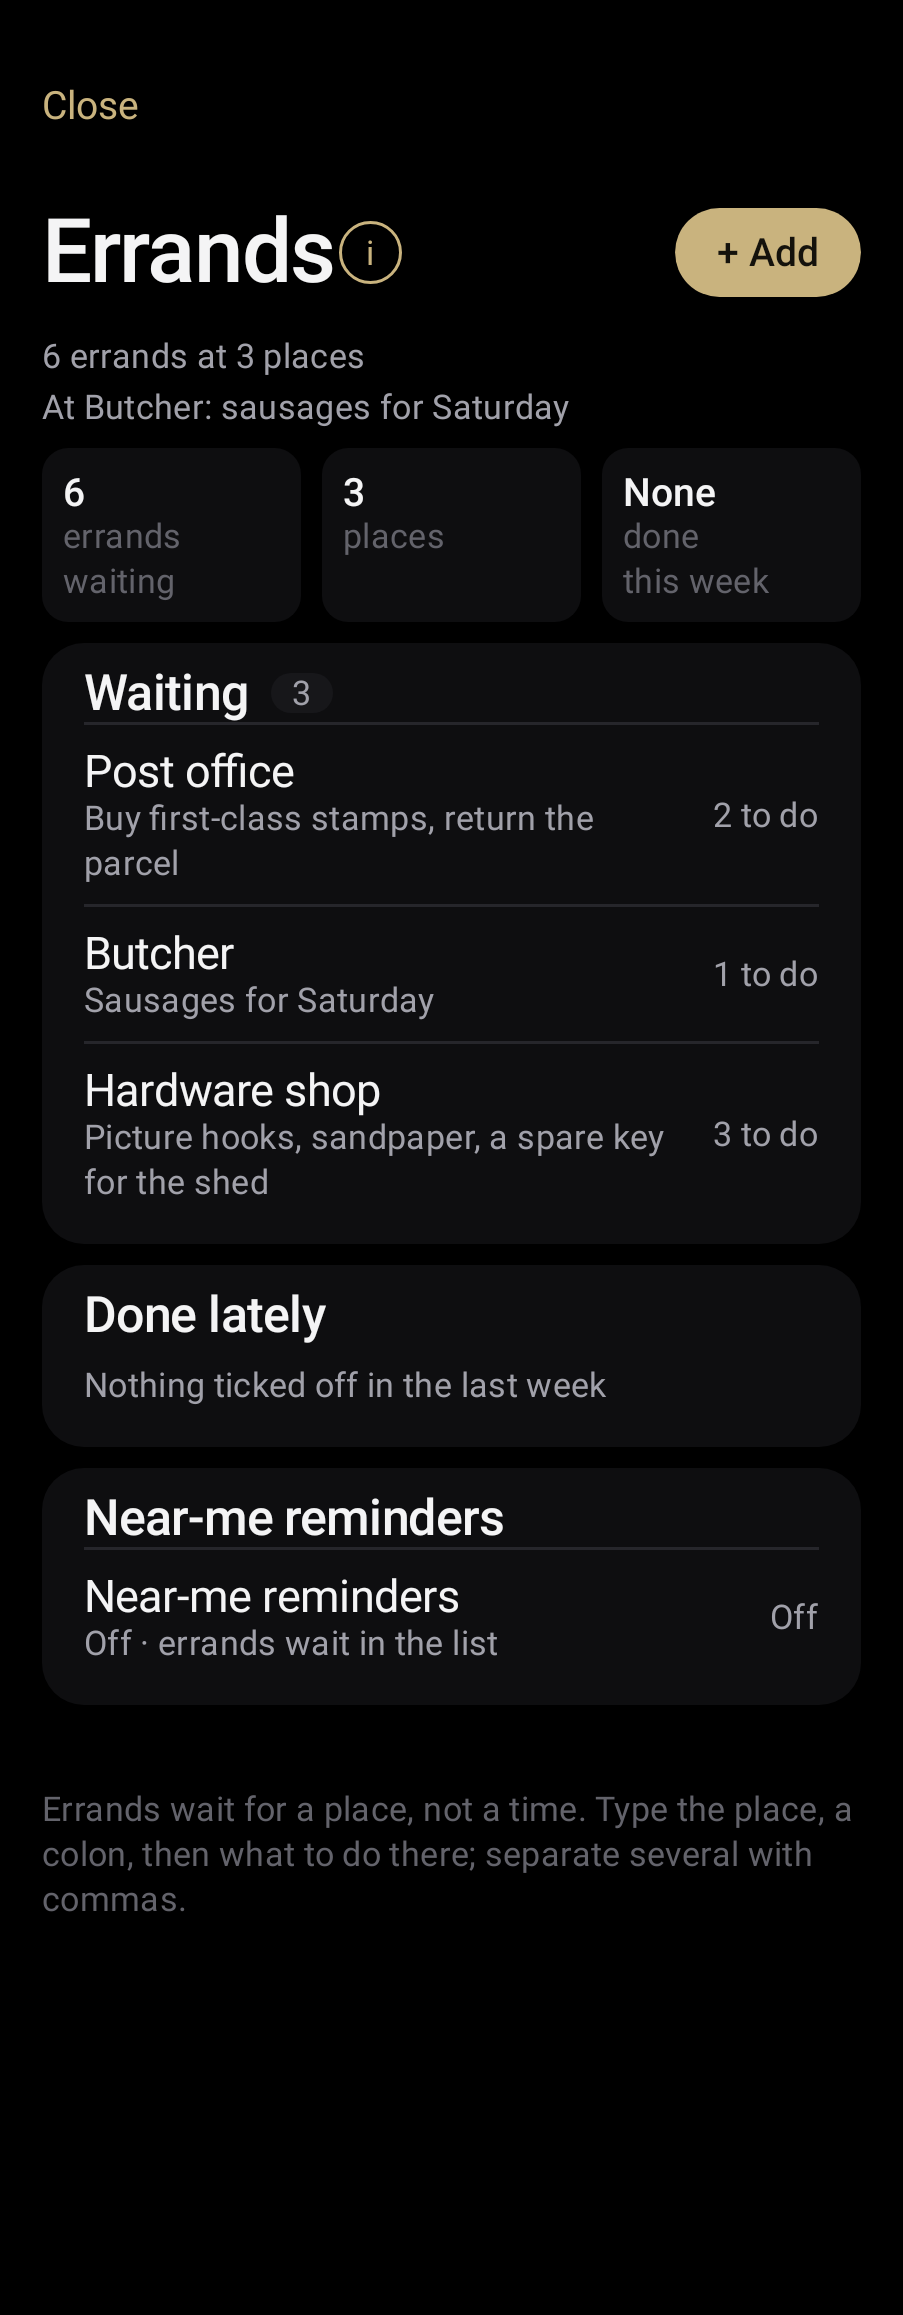 Close
Errands
i
+ Add
6 errands at 3 places
At Butcher: sausages for Saturday
6
errands
waiting
3
places
None
done
this week
Waiting 3
Post office
Buy first-class stamps, return the
parcel
2 to do
Butcher
Sausages for Saturday
1 to do
Hardware shop
Picture hooks, sandpaper, a spare key
for the shed
3 to do
Done lately
Nothing ticked off in the last week
Near-me reminders
Near-me reminders
Off · errands wait in the list
Off
Errands wait for a place, not a time. Type the place, a
colon, then what to do there; separate several with
commas.